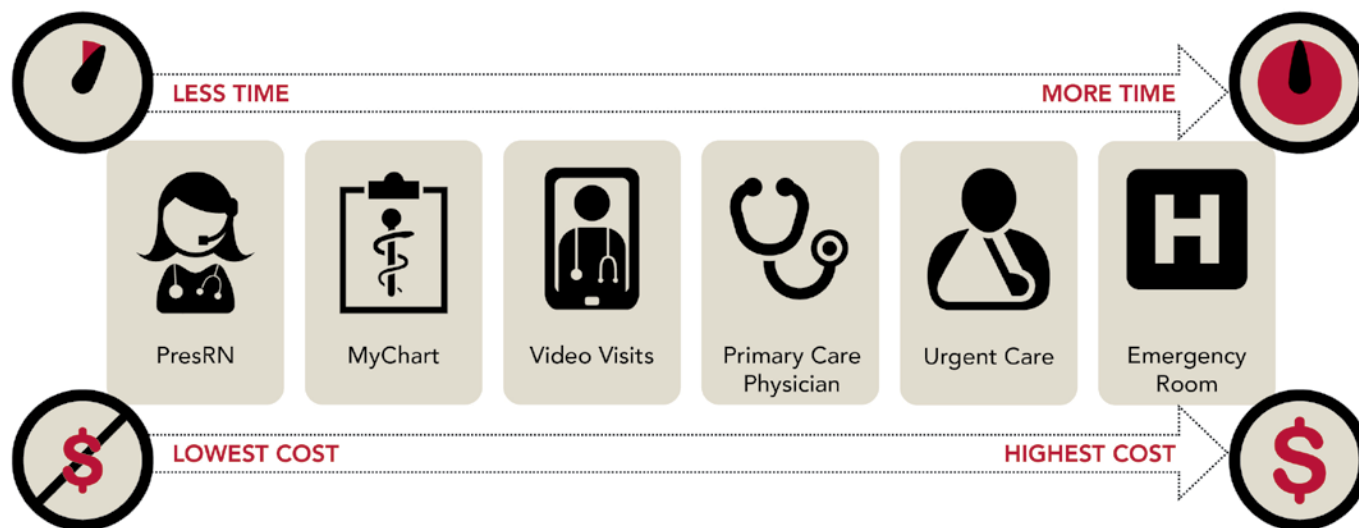 LESS TIME
MORE TIME
PresRN
MyChart
Video Visits
Primary Care
Physician
Urgent Care
H
Emergency
Room
$
LOWEST COST
HIGHEST COST
$